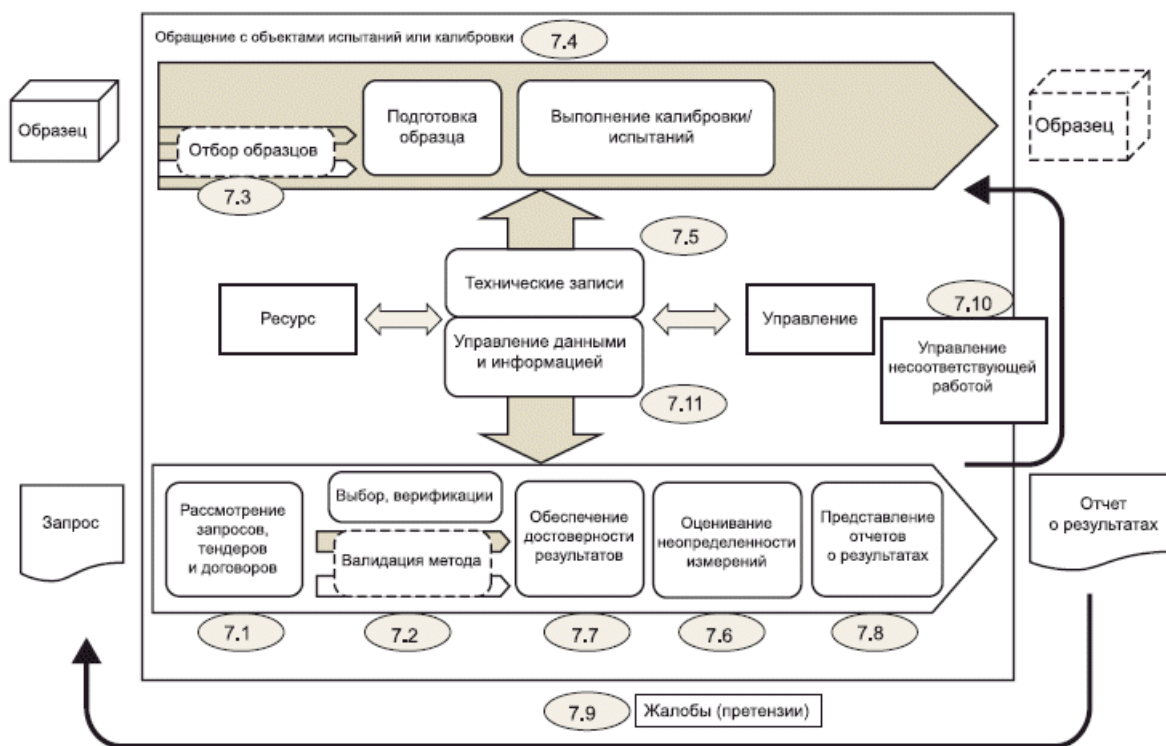 Обращение с объектами испытаний или калибровки
7.4
Образец
Отбор образцов
7.3
Подготовка
образца
Выполнение калибровки/
испытаний
Образец
7.5
Технические записи
Ресурс
Управление
Управление данными
и информацией
7.11
7.10
Управление
несоответствующей
работой
Запрос
Рассмотрение
запросов,
тендеров
и договоров
Выбор, верификации
Валидация метода
Обеспечение
достоверности
результатов
Оценивание
неопределенности
измерений
Представление
отчетов
о результатах
Отчет
о результатах
7.1
7.2
7.7
7.6
7.8
7.9
Жалобы (претензии)